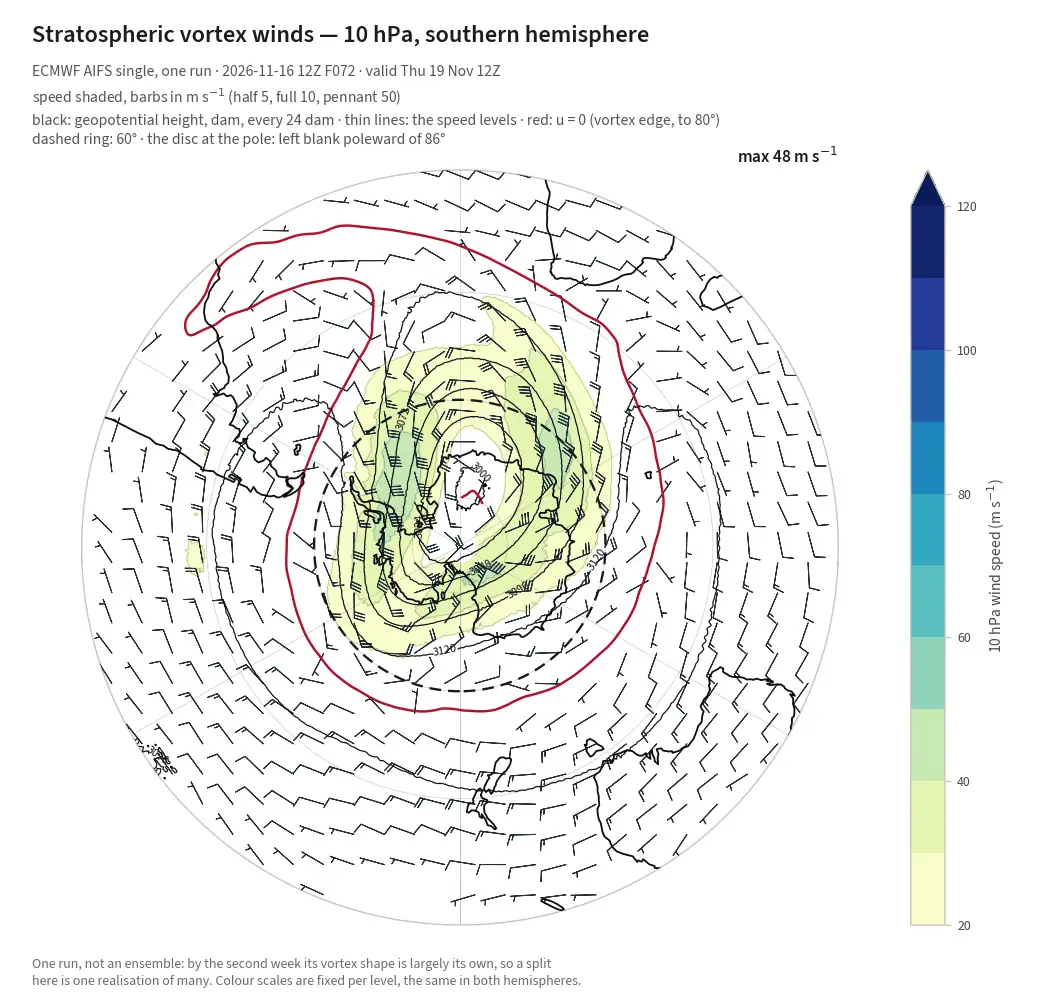 Stratospheric vortex winds — 10 hPa, southern hemisphere
ECMWF AIFS single, one run · 2026-11-16 12Z F072 · valid Thu 19 Nov 12Z
speed shaded, barbs in m s⁻¹ (half 5, full 10, pennant 50)
black: geopotential height, dam, every 24 dam · thin lines: the speed levels · red: u = 0 (vortex edge, to 80°)
dashed ring: 60° · the disc at the pole: left blank poleward of 86°
max 48 m s⁻¹
120
100
80
60
40
20
10 hPa wind speed (m s⁻¹)
3000
3120
3120
One run, not an ensemble: by the second week its vortex shape is largely its own, so a split
here is one realisation of many. Colour scales are fixed per level, the same in both hemispheres.